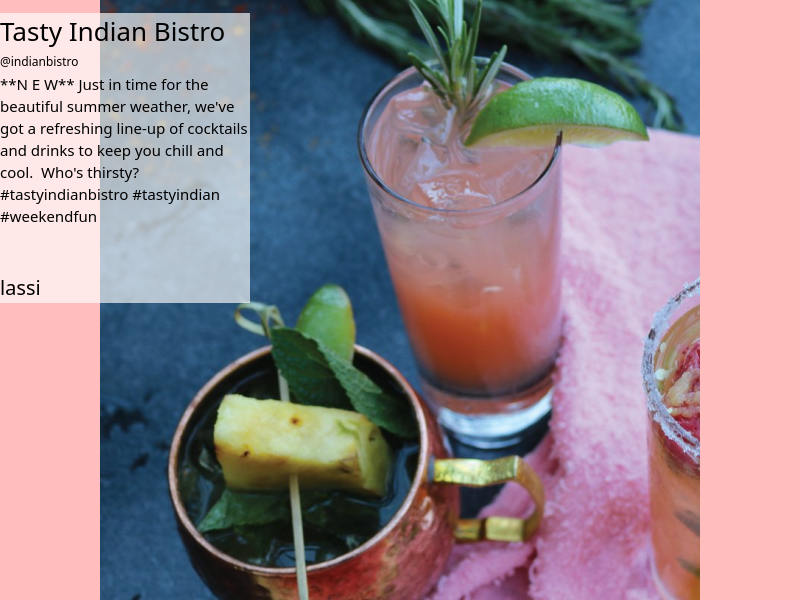 Tasty Indian Bistro
@indianbistro
**N E W** Just in time for the
beautiful summer weather, we've
got a refreshing line-up of cocktails
and drinks to keep you chill and
cool.  Who's thirsty?
#tastyindianbistro #tastyindian
#weekendfun
lassi